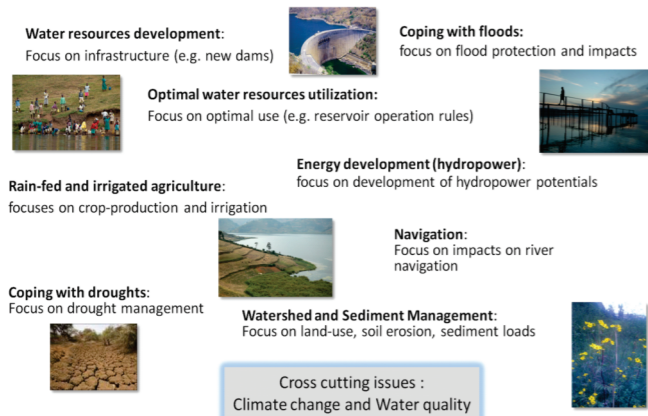 Water resources development:
Focus on infrastructure (e.g. new dams)
Coping with floods:
focus on flood protection and impacts
Optimal water resources utilization:
Focus on optimal use (e.g. reservoir operation rules)
Energy development (hydropower):
focus on development of hydropower potentials
Rain-fed and irrigated agriculture:
focuses on crop-production and irrigation
Navigation:
Focus on impacts on river
navigation
Coping with droughts:
Focus on drought management
Watershed and Sediment Management:
Focus on land-use, soil erosion, sediment loads
Cross cutting issues :
Climate change and Water quality